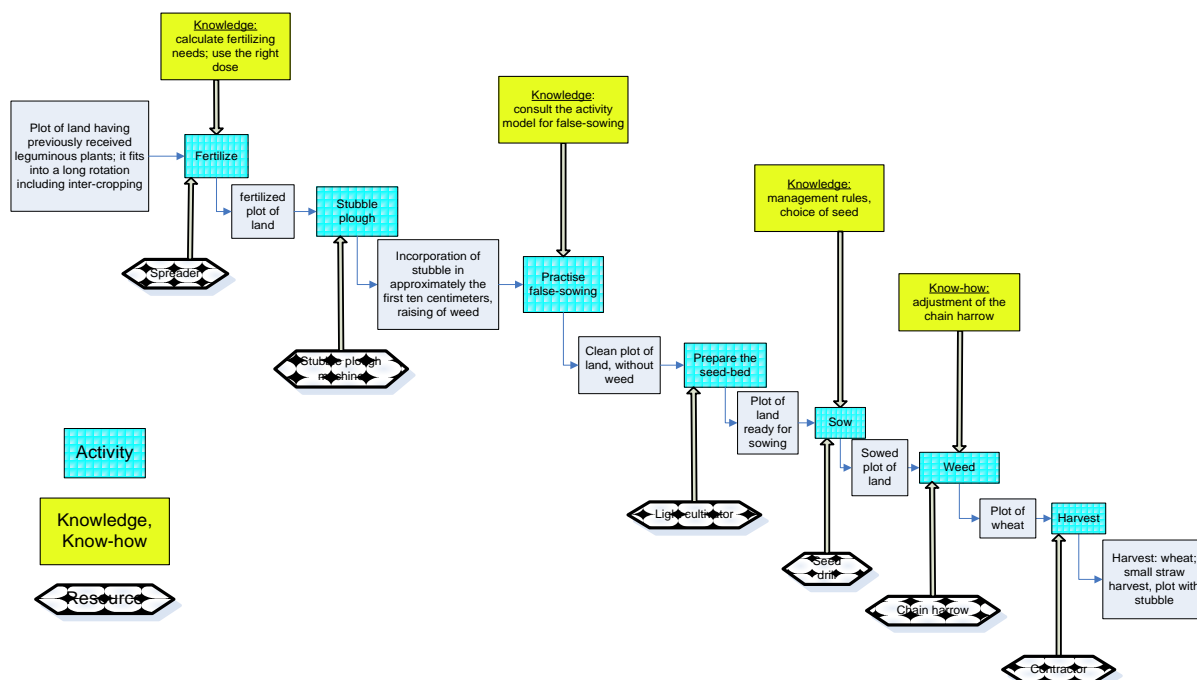 Knowledge:
calculate fertilizing
needs; use the right
dose
Plot of land having
previously received
leguminous plants; it fits
into a long rotation
including inter-cropping
Fertilize
fertilized
plot of
land
Spreader
Stubble
plough
Stubble plough
machine
Incorporation of
stubble in
approximately the
first ten centimeters,
raising of weed
Knowledge:
consult the activity
model for false-sowing
Practise
false-sowing
Clean plot of
land, without
weed
Prepare the
seed-bed
Light cultivator
Plot of
land
ready for
sowing
Knowledge:
management rules,
choice of seed
Sow
Seed
drill
Sowed
plot of
land
Know-how:
adjustment of the
chain harrow
Weed
Chain harrow
Plot of
wheat
Harvest
Contractor
Harvest: wheat;
small straw
harvest, plot with
stubble
Activity
Knowledge,
Know-how
Resource